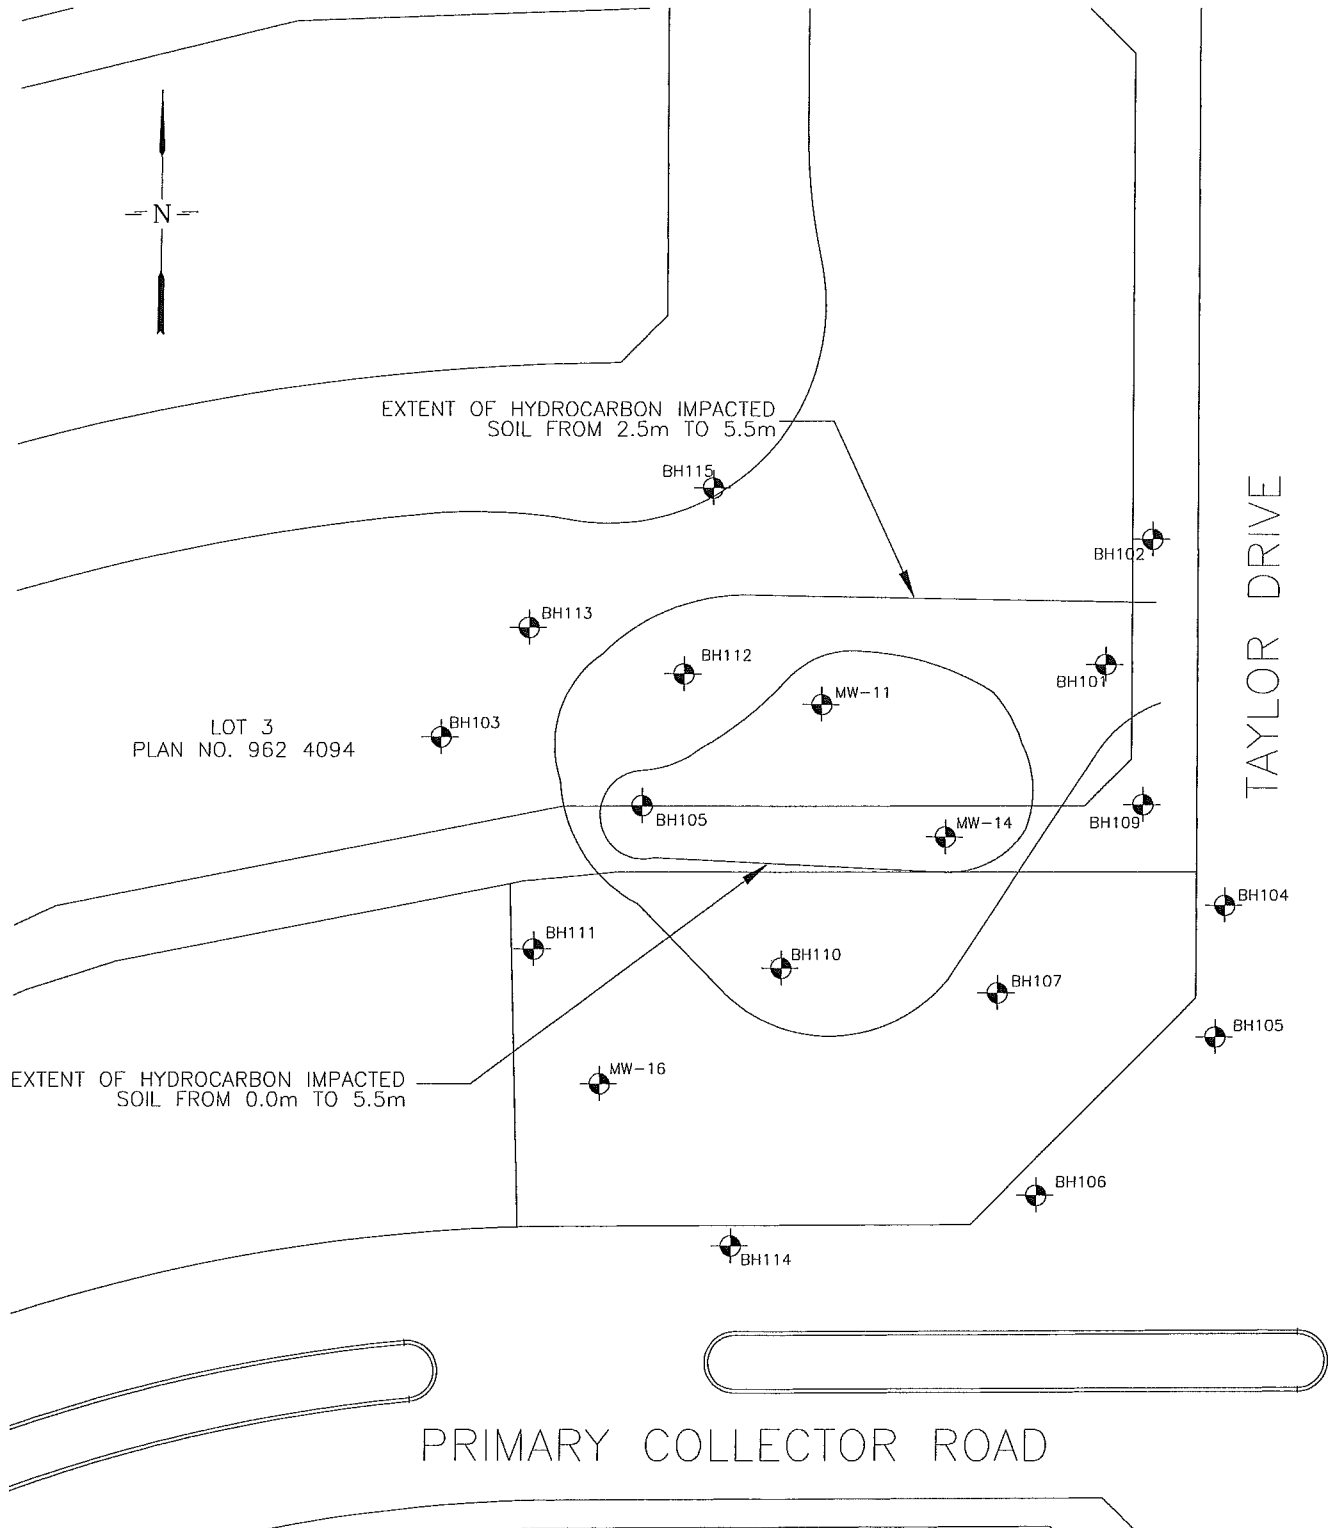 N
EXTENT OF HYDROCARBON IMPACTED
SOIL FROM 2.5m TO 5.5m
BH115
BH102
TAYLOR DRIVE
BH113
BH112
BH101
MW-11
LOT 3
PLAN NO. 962 4094
BH103
BH105
MW-14
BH109
BH104
BH111
BH110
BH107
BH105
EXTENT OF HYDROCARBON IMPACTED
SOIL FROM 0.0m TO 5.5m
MW-16
BH106
BH114
PRIMARY COLLECTOR ROAD